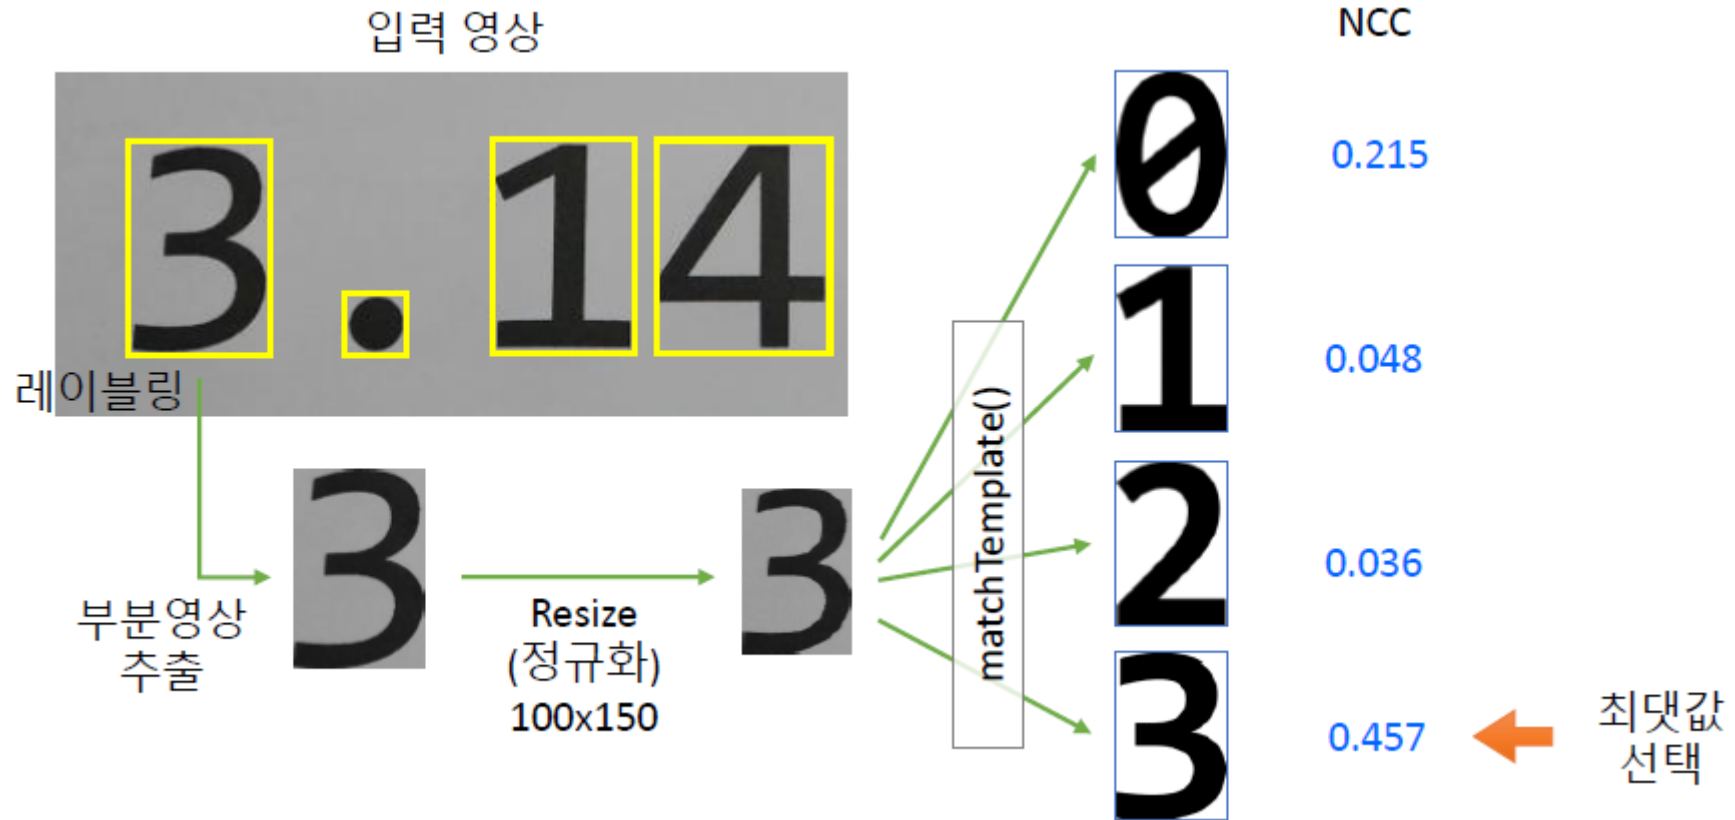 입력 영상
3.14
레이블링
3
부분영상
추출
Resize
(정규화)
100x150
3
matchTemplate()
NCC
0
0.215
1
0.048
2
0.036
3
0.457
최댓값
선택